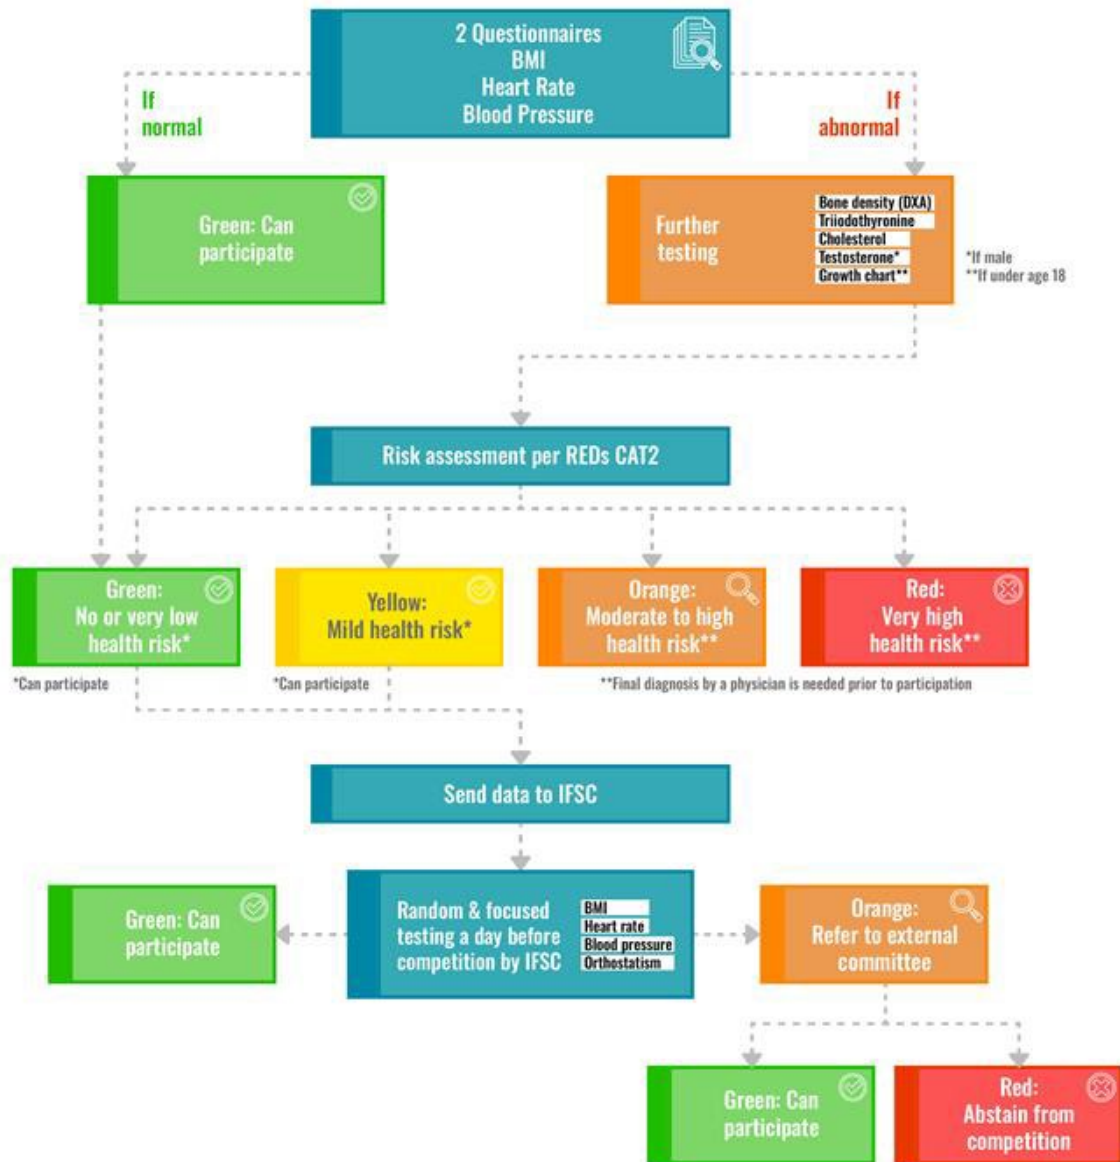 2 Questionnaires
BMI
Heart Rate
Blood Pressure
If
normal
If
abnormal
Green: Can
participate
Further
testing
Bone density (DXA)
Triiodothyronine
Cholesterol
Testosterone*
Growth chart**
*If male
**If under age 18
Risk assessment per REDs CAT2
Green:
No or very low
health risk*
Yellow:
Mild health risk*
Orange:
Moderate to high
health risk**
Red:
Very high
health risk**
*Can participate
*Can participate
**Final diagnosis by a physician is needed prior to participation
Send data to IFSC
Green: Can
participate
Random & focused
testing a day before
competition by IFSC
BMI
Heart rate
Blood pressure
Orthostatism
Orange:
Refer to external
committee
Green: Can
participate
Red:
Abstain from
competition